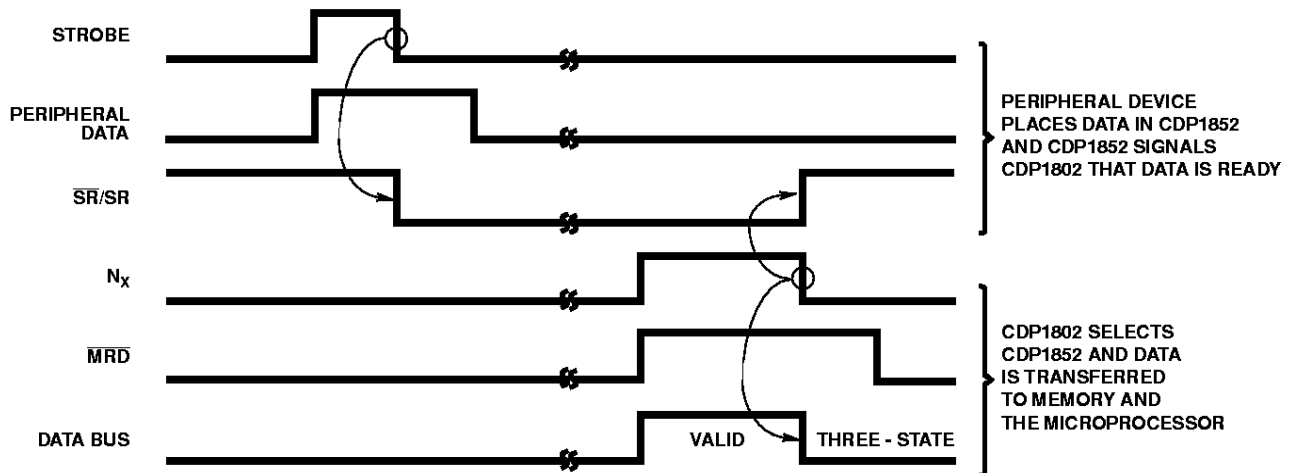 STROBE
PERIPHERAL
DATA
SR/SR
PERIPHERAL DEVICE
PLACES DATA IN CDP1852
AND CDP1852 SIGNALS
CDP1802 THAT DATA IS READY
NX
MRD
DATA BUS
VALID
THREE - STATE
CDP1802 SELECTS
CDP1852 AND DATA
IS TRANSFERRED
TO MEMORY AND
THE MICROPROCESSOR